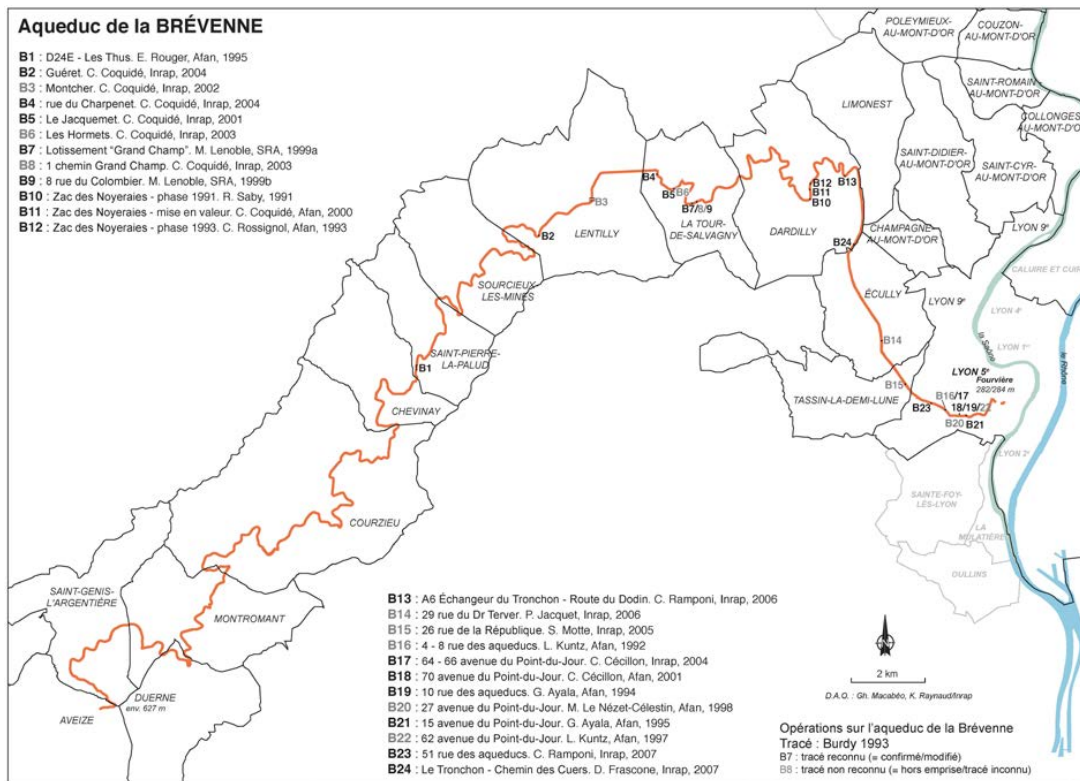 Aqueduc de la BRÉVENNE
B1 : D24E - Les Thus. E. Rouger, Afan, 1995
B2 : Guéret. C. Coquidé, Inrap, 2004
B3 : Montcher. C. Coquidé, Inrap, 2002
B4 : rue du Charpenet. C. Coquidé, Inrap, 2004
B5 : Le Jacquemet. C. Coquidé, Inrap, 2001
B6 : Les Hormets. C. Coquidé, Inrap, 2003
B7 : Lotissement "Grand Champ". M. Lenoble, SRA, 1999a
B8 : 1 chemin Grand Champ. C. Coquidé, Inrap, 2003
B9 : 8 rue du Colombier. M. Lenoble, SRA, 1999b
B10 : Zac des Noyeraies - phase 1991. R. Saby, 1991
B11 : Zac des Noyeraies - mise en valeur. C. Coquidé, Afan, 2000
B12 : Zac des Noyeraies - phase 1993. C. Rossignol, Afan, 1993
POLEYMIEUX-
AU-MONT-D'OR
COUZON-
AU-MONT-D'OR
SAINT-ROMAIN-
AU-MONT-D'OR
LIMONEST
COLLONGES-
AU-MONT-D'OR
SAINT-DIDIER-
AU-MONT-D'OR
SAINT-CYR-
AU-MONT-D'OR
B4
B5
B6
B12
B13
B11
B10
B3
B7/8/9
B2
LENTILLY
LA TOUR-
DE-SALVAGNY
DARDILLY
B24
CHAMPAGNE-
AU-MONT-D'OR
LYON 9e
CALUIRE ET CUIR
SOURCIEUX-
LES-MINES
ÉCULLY
LYON 9e
LYON 4e
la Saône
LYON 1er
le Rhône
B14
SAINT-PIERRE-
LA-PALUD
B1
LYON 5e
Fourvière
282/284 m
B15
TASSIN-LA-DEMI-LUNE
B16/17
B23
18/19/22
B20
B21
CHEVINAY
LYON 2e
SAINTE-FOY-
LÈS-LYON
COURZIEU
LA
MULATIÈRE
OULLINS
SAINT-GENIS-
L'ARGENTIÈRE
MONTROMANT
DUERNE
env. 627 m
AVEIZE
B13 : A6 Échangeur du Tronchon - Route du Dodin. C. Ramponi, Inrap, 2006
B14 : 29 rue du Dr Terver. P. Jacquet, Inrap, 2006
B15 : 26 rue de la République. S. Motte, Inrap, 2005
B16 : 4 - 8 rue des aqueducs. L. Kuntz, Afan, 1992
B17 : 64 - 66 avenue du Point-du-Jour. C. Cécillon, Inrap, 2004
B18 : 70 avenue du Point-du-Jour. C. Cécillon, Afan, 2001
B19 : 10 rue des aqueducs. G. Ayala, Afan, 1994
B20 : 27 avenue du Point-du-Jour. M. Le Nézet-Célestin, Afan, 1998
B21 : 15 avenue du Point-du-Jour. G. Ayala, Afan, 1995
B22 : 62 avenue du Point-du-Jour. L. Kuntz, Afan, 1997
B23 : 51 rue des aqueducs. C. Ramponi, Inrap, 2007
B24 : Le Tronchon - Chemin des Cuers. D. Frascone, Inrap, 2007
2 km
D.A.O. : Gh. Macabéo, K. Raynaud/Inrap
Opérations sur l'aqueduc de la Brévenne
Tracé : Burdy 1993
B7 : tracé reconnu (= confirmé/modifié)
B8 : tracé non reconnu (= hors emprise/tracé inconnu)